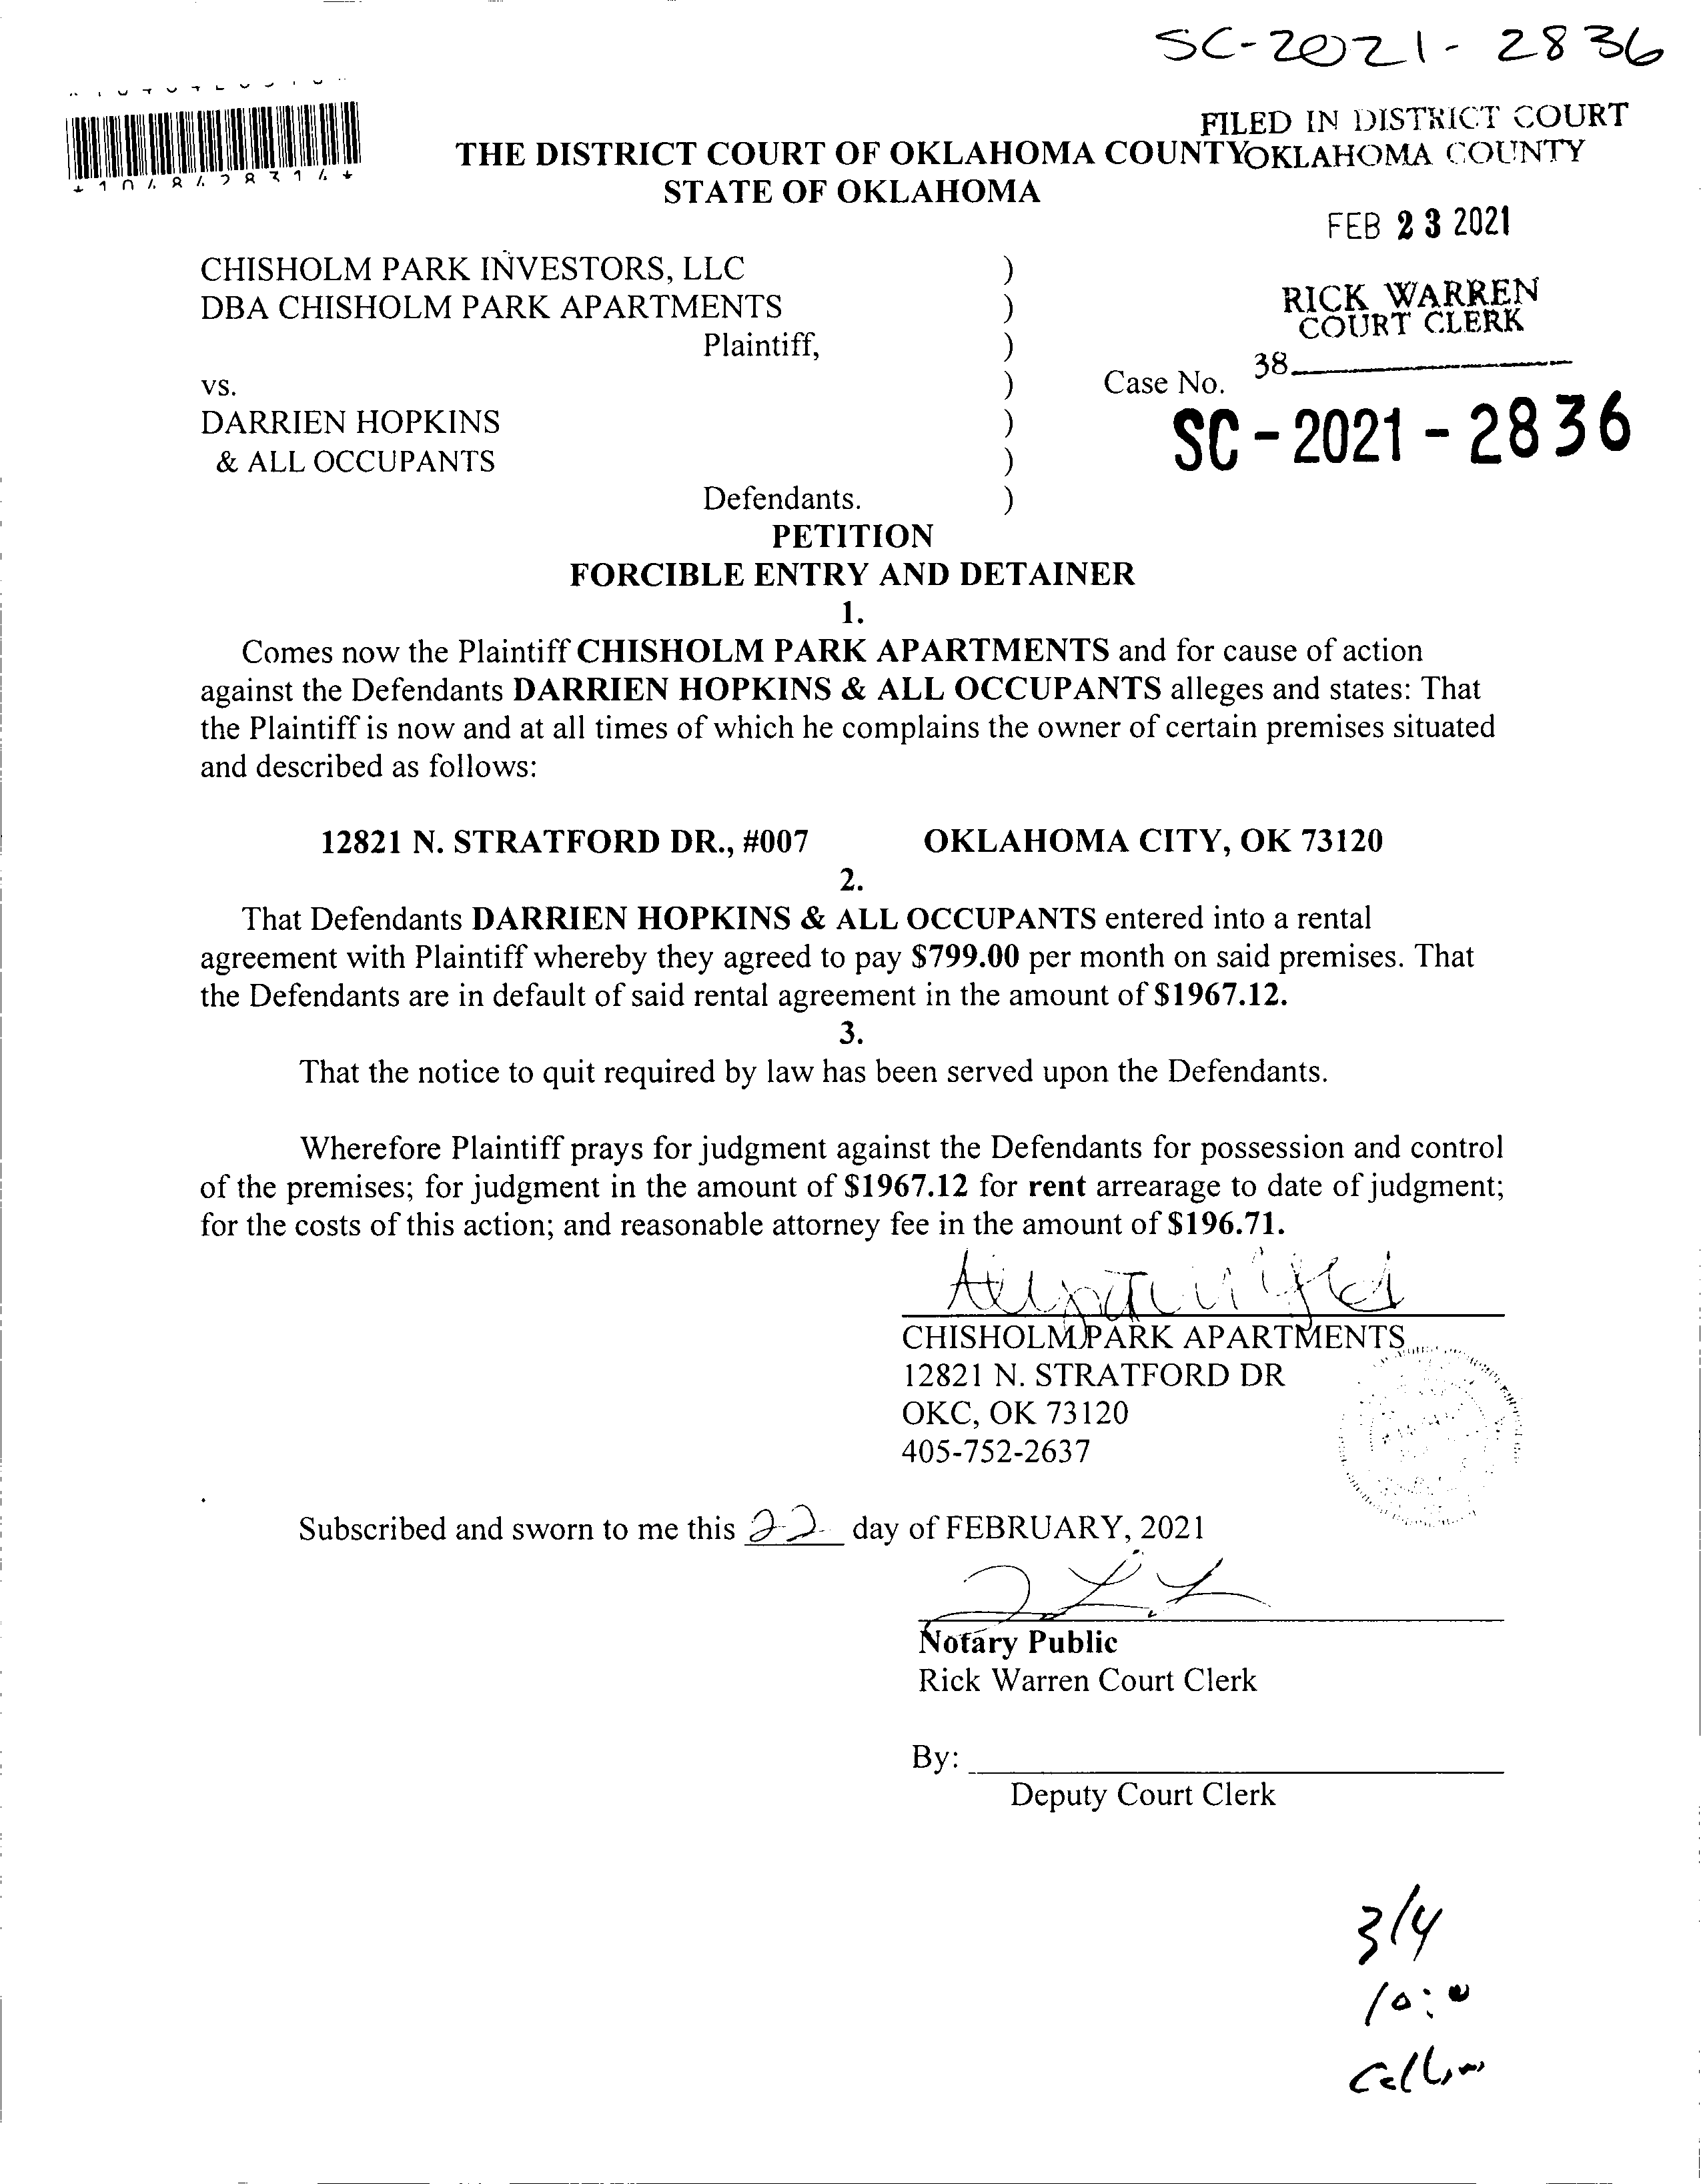 SC-2021-2836
FILED IN DISTRICT COURT
THE DISTRICT COURT OF OKLAHOMA COUNTY OKLAHOMA COUNTY
STATE OF OKLAHOMA
FEB 23 2021
CHISHOLM PARK INVESTORS, LLC )
DBA CHISHOLM PARK APARTMENTS )
RICK WARREN
COURT CLERK
Plaintiff, )
38
vs. ) Case No.
DARRIEN HOPKINS )
SC-2021-2836
& ALL OCCUPANTS )
Defendants. )
PETITION
FORCIBLE ENTRY AND DETAINER
1.
Comes now the Plaintiff CHISHOLM PARK APARTMENTS and for cause of action
against the Defendants DARRIEN HOPKINS & ALL OCCUPANTS alleges and states: That
the Plaintiff is now and at all times of which he complains the owner of certain premises situated
and described as follows:
12821 N. STRATFORD DR., #007 OKLAHOMA CITY, OK 73120
2.
That Defendants DARRIEN HOPKINS & ALL OCCUPANTS entered into a rental
agreement with Plaintiff whereby they agreed to pay $799.00 per month on said premises. That
the Defendants are in default of said rental agreement in the amount of $1967.12.
3.
That the notice to quit required by law has been served upon the Defendants.
Wherefore Plaintiff prays for judgment against the Defendants for possession and control
of the premises; for judgment in the amount of $1967.12 for rent arrearage to date of judgment;
for the costs of this action; and reasonable attorney fee in the amount of $196.71.
CHISHOLM PARK APARTMENTS
12821 N. STRATFORD DR
OKC, OK 73120
405-752-2637
Subscribed and sworn to me this 22 day of FEBRUARY, 2021
Notary Public
Rick Warren Court Clerk
By:
Deputy Court Clerk
3/4